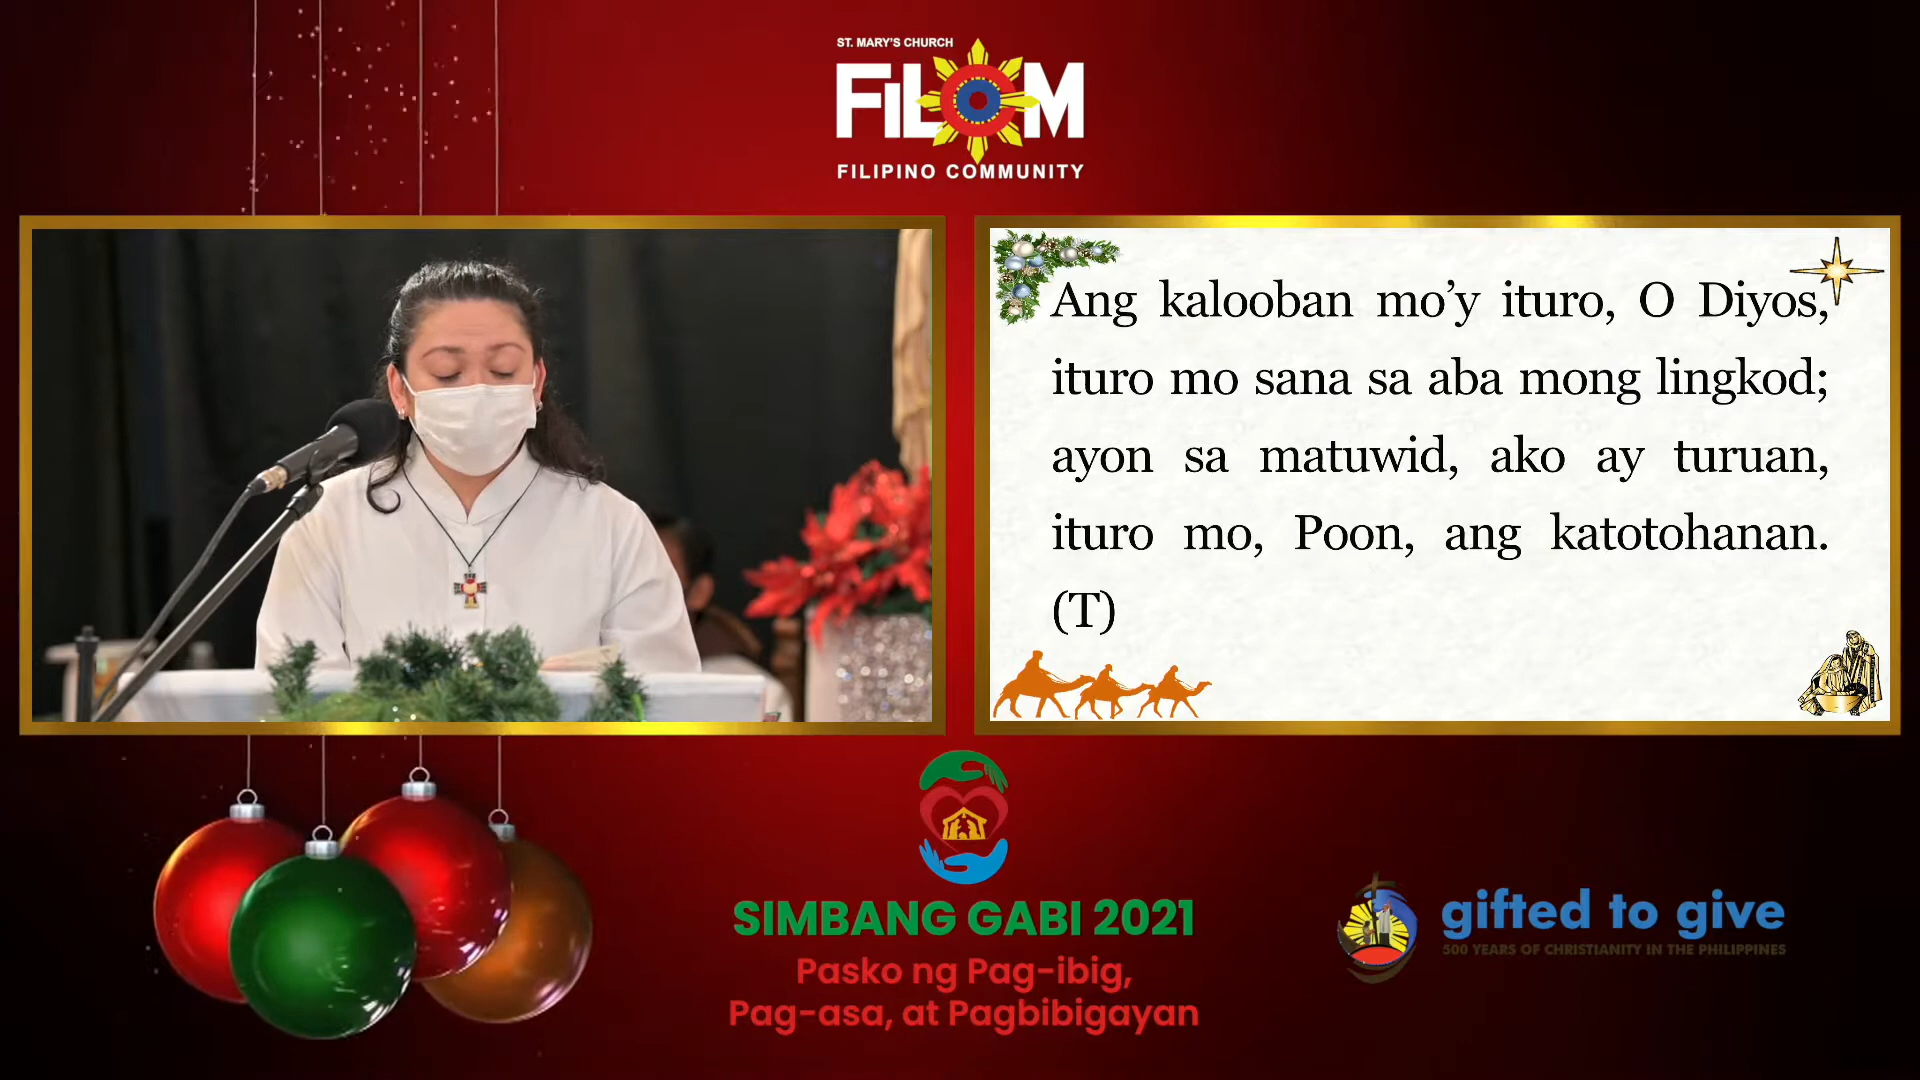 ST. MARY'S CHURCH
FiLCM
FILIPINO COMMUNITY
Ang kalooban mo’y ituro, O Diyos,
ituro mo sana sa aba mong lingkod;
ayon sa matuwid, ako ay turuan,
ituro mo, Poon, ang katotohanan.
(T)
SIMBANG GABI 2021
Pasko ng Pag-ibig,
Pag-asa, at Pagbibigayan
gifted to give
500 YEARS OF CHRISTIANITY IN THE PHILIPPINES